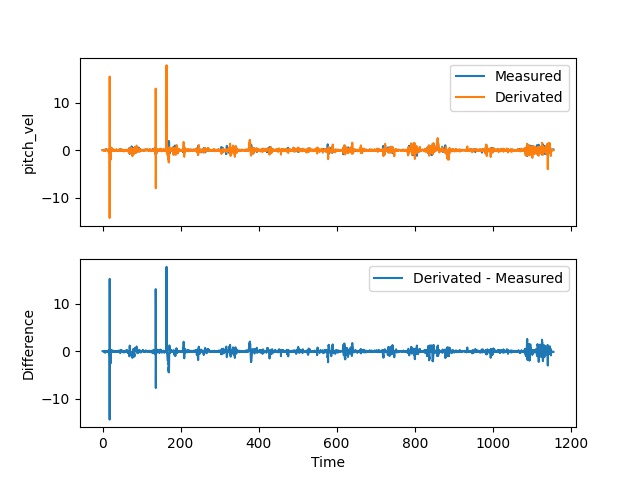 Measured
Derivated
10
0
−10
pitch_vel
Derivated - Measured
10
0
−10
Difference
0
200
400
600
800
1000
1200
Time